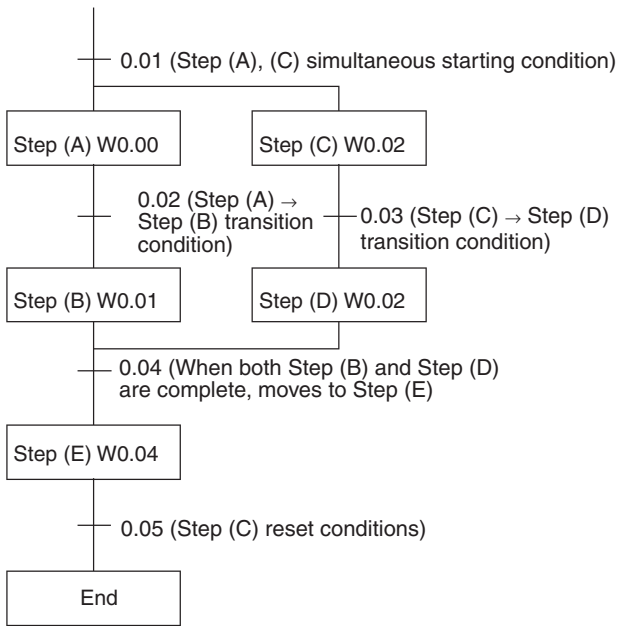 0.01 (Step (A), (C) simultaneous starting condition)
Step (A) W0.00
Step (C) W0.02
0.02 (Step (A) →
Step (B) transition
condition)
0.03 (Step (C) → Step (D)
transition condition)
Step (B) W0.01
Step (D) W0.02
0.04 (When both Step (B) and Step (D)
are complete, moves to Step (E)
Step (E) W0.04
0.05 (Step (C) reset conditions)
End